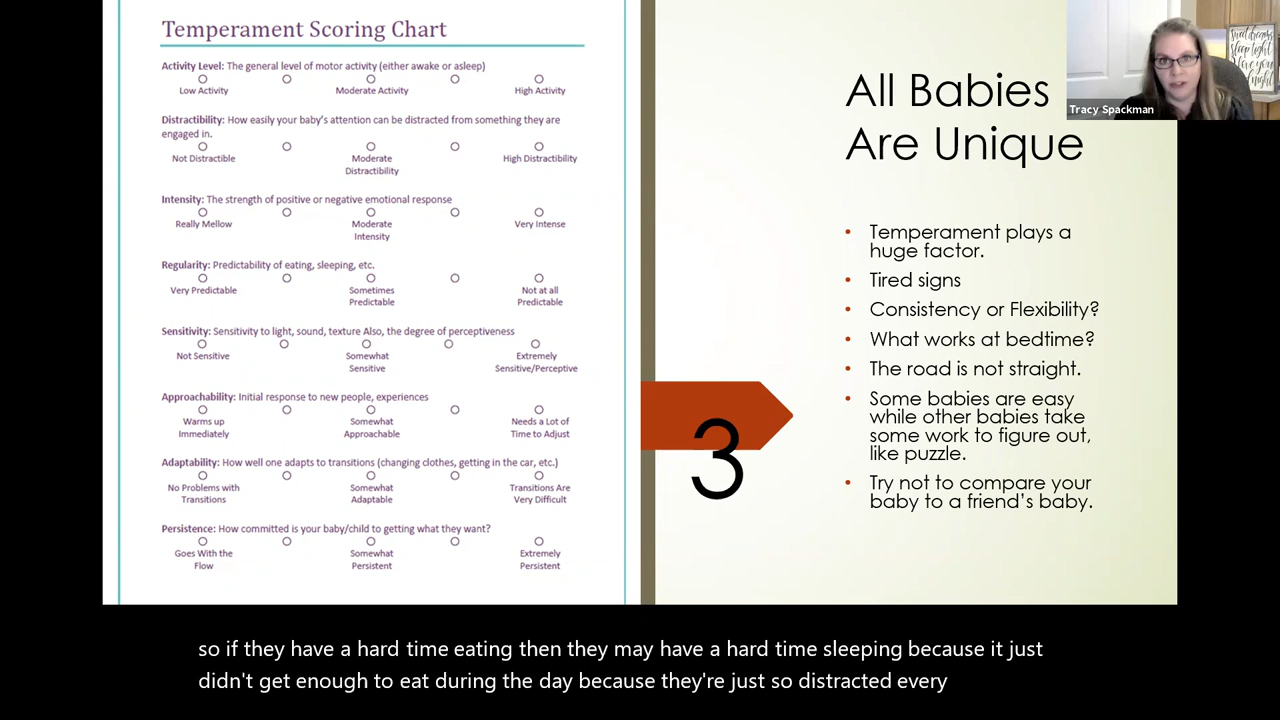 Temperament Scoring Chart
Activity Level: The general level of motor activity (either awake or asleep)
Low Activity Moderate Activity High Activity
Distractibility: How easily your baby's attention can be distracted from something they are
engaged in.
Not Distractible Moderate High Distractibility
Distractibility
Intensity: The strength of positive or negative emotional response
Really Mellow Moderate Very Intense
Intensity
Regularity: Predictability of eating, sleeping, etc.
Very Predictable Sometimes Not at all
Predictable Predictable
Sensitivity: Sensitivity to light, sound, texture Also, the degree of perceptiveness
Not Sensitive Somewhat Extremely
Sensitive Sensitive/Perceptive
Approachability: Initial response to new people, experiences
Warms up Somewhat Needs a Lot of
Immediately Approachable Time to Adjust
Adaptability: How well one adapts to transitions (changing clothes, getting in the car, etc.)
No Problems with Somewhat Transitions Are
Transitions Adaptable Very Difficult
Persistence: How committed is your baby/child to getting what they want?
Goes With the Somewhat Extremely
Flow Persistent Persistent
3
All Babies
Are Unique
• Temperament plays a
huge factor.
• Tired signs
• Consistency or Flexibility?
• What works at bedtime?
• The road is not straight.
• Some babies are easy
while other babies take
some work to figure out,
like puzzle.
• Try not to compare your
baby to a friend's baby.
sweet dreams
sleep tight
Tracy Spackman
so if they have a hard time eating then they may have a hard time sleeping because it just
didn't get enough to eat during the day because they're just so distracted every